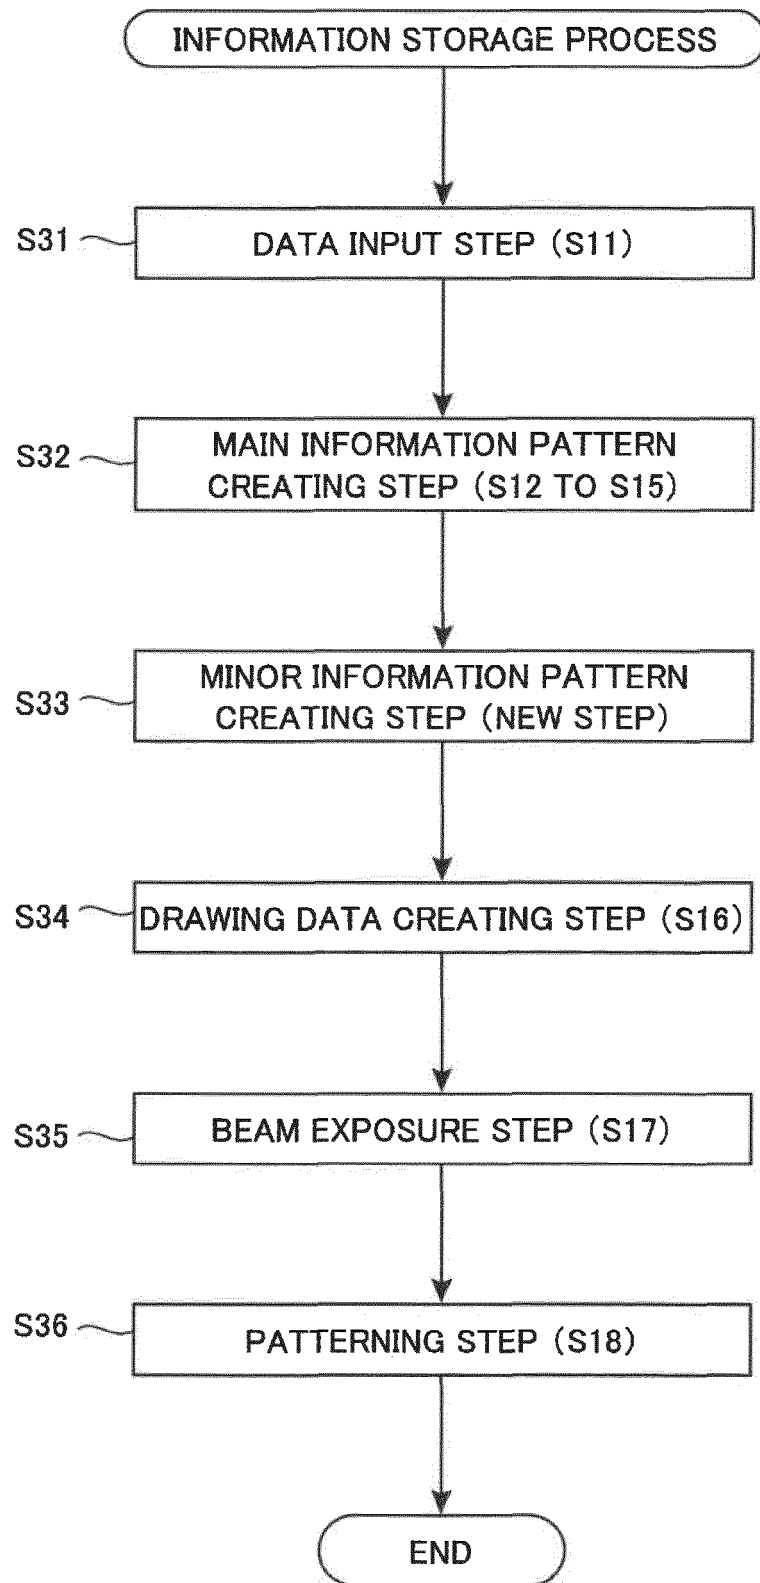 INFORMATION STORAGE PROCESS
S31
DATA INPUT STEP (S11)
S32
MAIN INFORMATION PATTERN
CREATING STEP (S12 TO S15)
S33
MINOR INFORMATION PATTERN
CREATING STEP (NEW STEP)
S34
DRAWING DATA CREATING STEP (S16)
S35
BEAM EXPOSURE STEP (S17)
S36
PATTERNING STEP (S18)
END